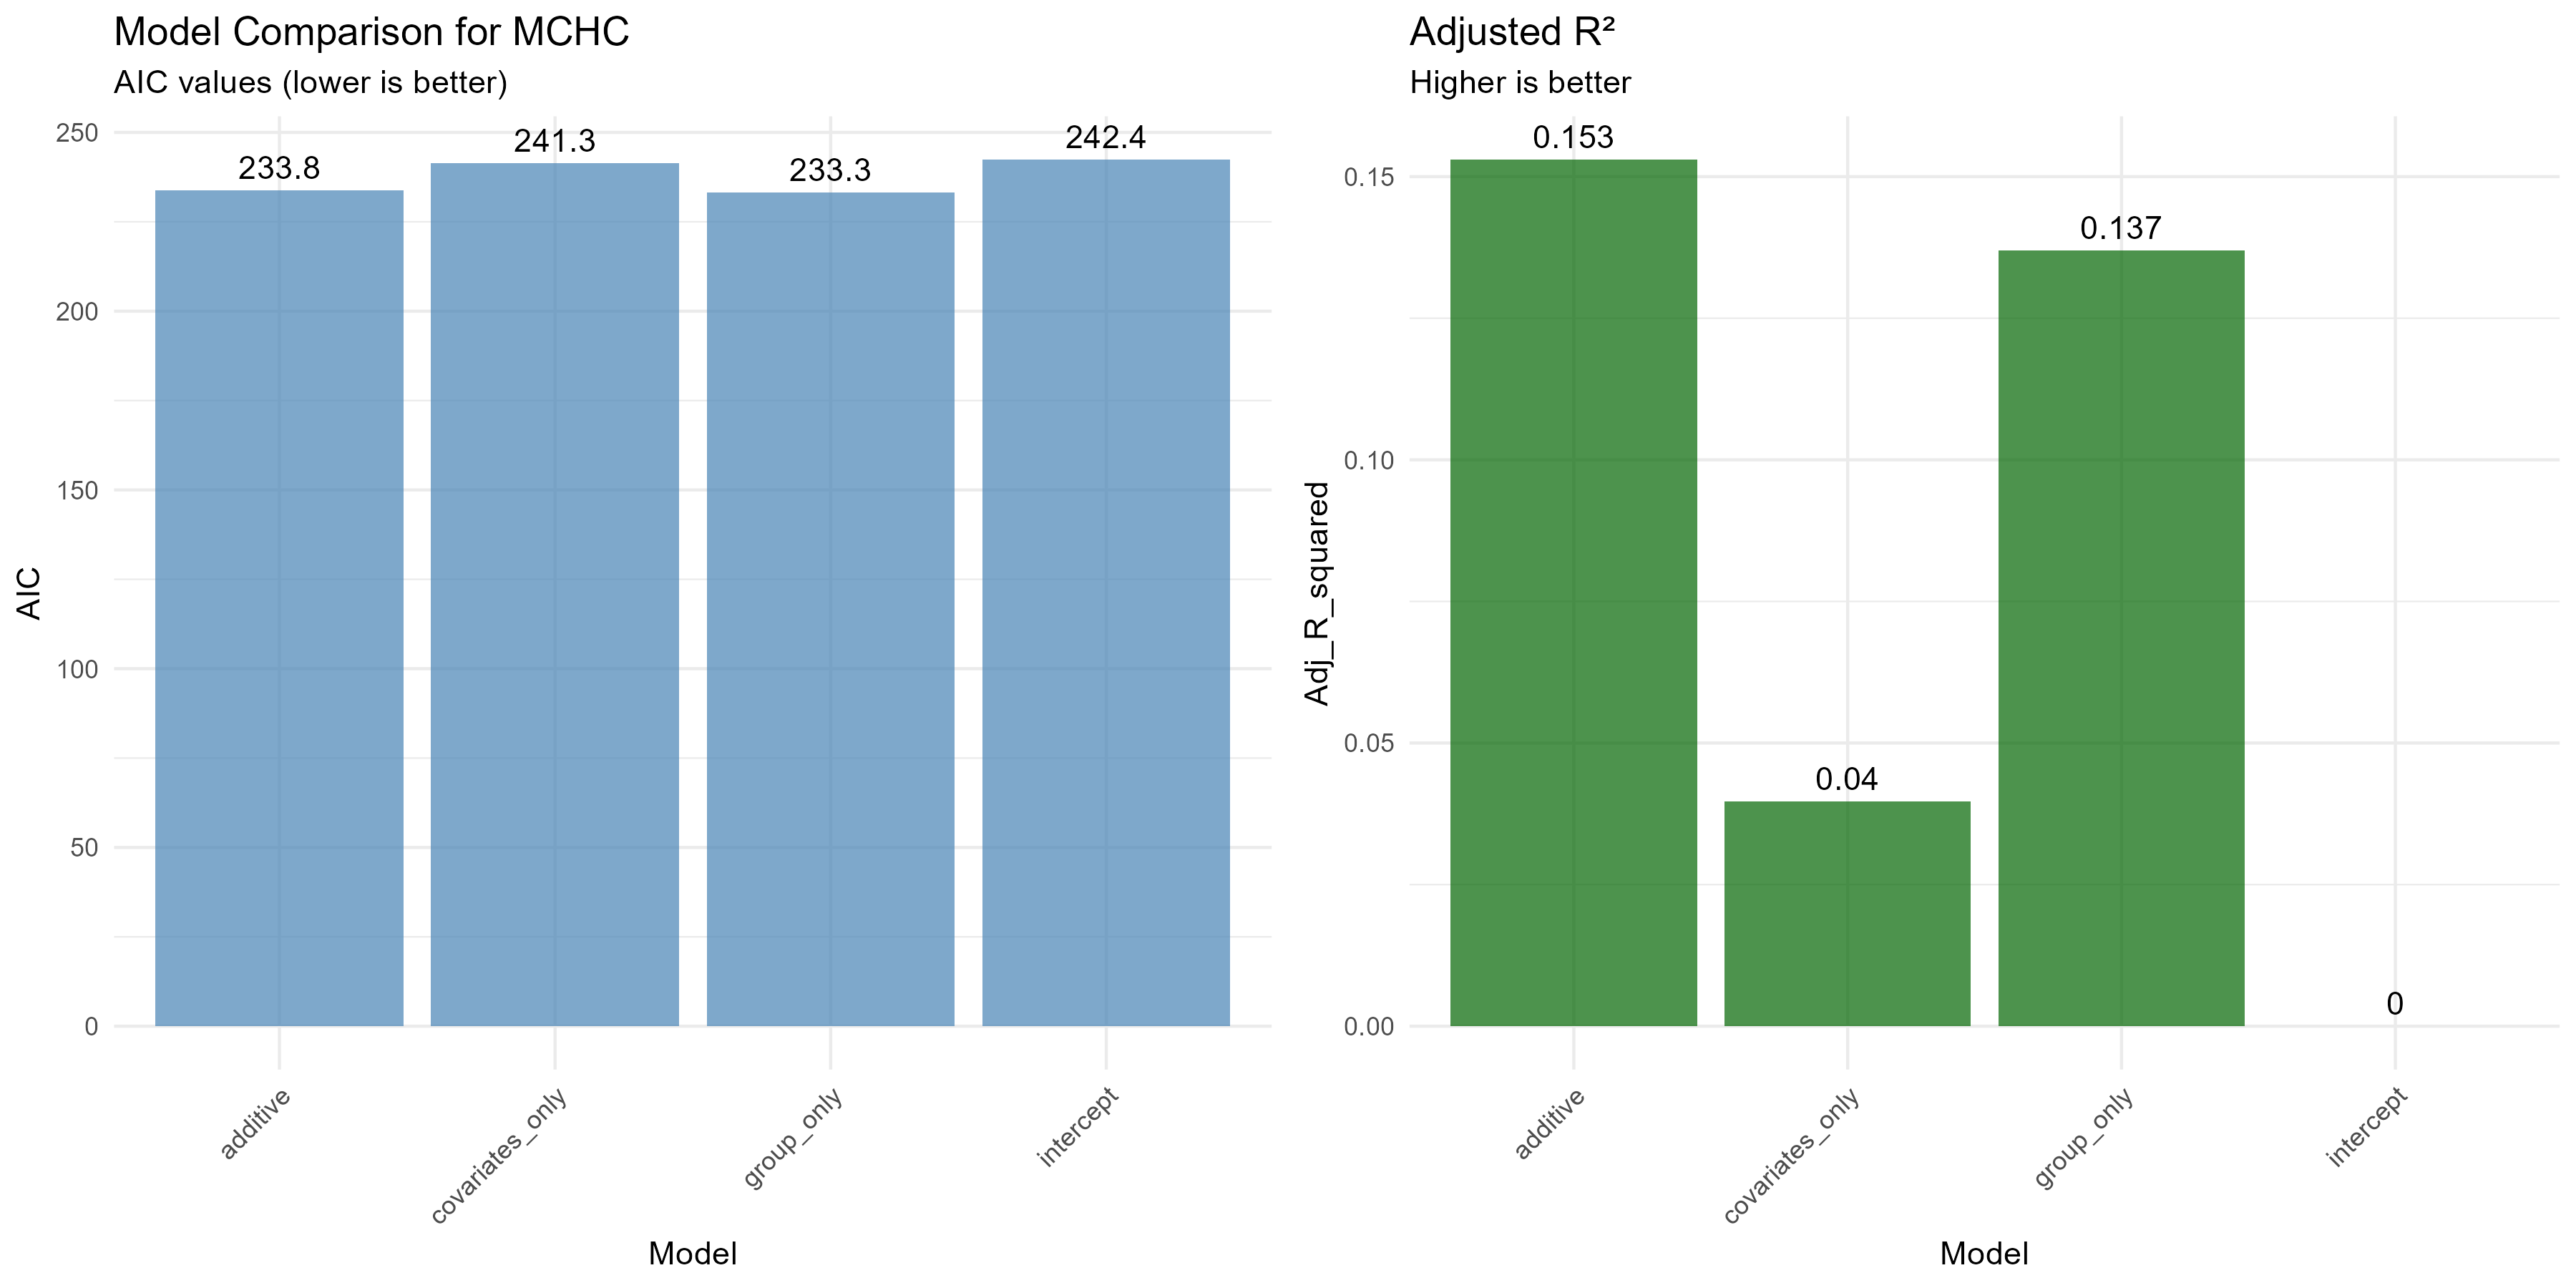 Model Comparison for MCHC
AIC values (lower is better)
250
200
150
100
50
0
AIC
233.8
241.3
233.3
242.4
additive
covariates_only
group_only
intercept
Model
Adjusted R²
Higher is better
0.15
0.10
0.05
0.00
Adj_R_squared
0.153
0.04
0.137
0
additive
covariates_only
group_only
intercept
Model